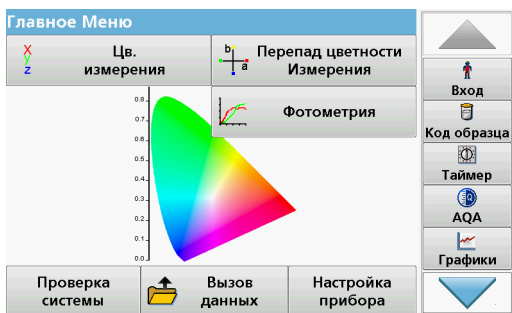 Главное Меню
X
y
z
Цв.
измерения
b
a
Перепад цветности
Измерения
Фотометрия
0.8
0.7
0.6
0.5
0.4
0.3
0.2
0.1
0.0
Проверка
системы
Вызов
данных
Настройка
прибора
Вход
Код образца
Таймер
AQA
Графики